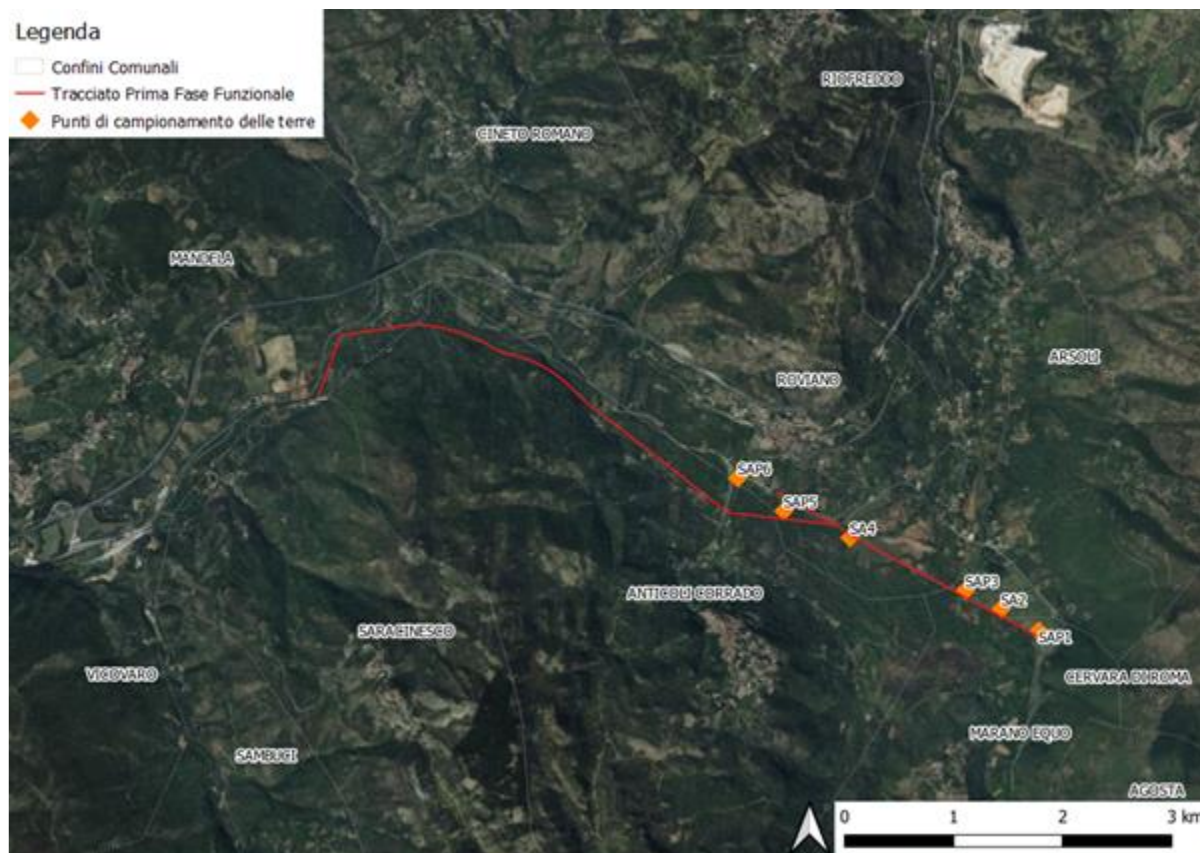 Legenda
Confini Comunali
Tracciato Prima Fase Funzionale
Punti di campionamento delle terre
RIOFREDDO
CINETO ROMANO
MANDELA
ARSOLI
ROVIANO
SAP6
SAP5
SA4
SAP3
ANTICOLI CORRADO
SA2
SARACINESCO
SAP1
VICOVARO
CERVARA DI ROMA
MARANO EQUO
SAMBUCI
AGOSTA
0 1 2 3 km